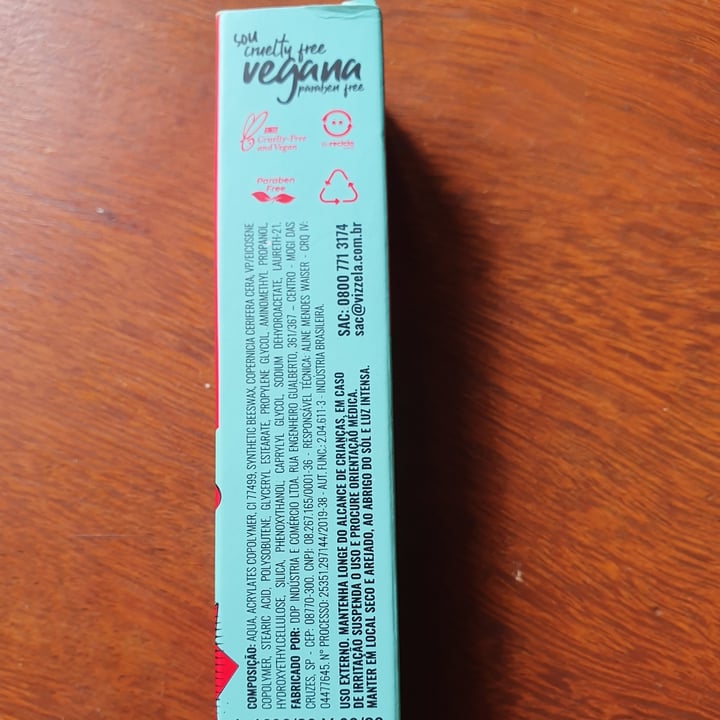 sou
cruelty free
vegana
paraben free
Cruelty-Free
and Vegan
eureciclo
Paraben
Free
COMPOSIÇÃO: AQUA, ACRYLATES COPOLYMER, CI 77499, SYNTHETIC BEESWAX, COPERNICIA CERIFERA CERA, VP/EICOSENE
COPOLYMER, STEARIC ACID, POLYISOBUTENE, GLYCERYL ESTEARATE, PROPYLENE GLYCOL, AMINOMETHYL PROPANOL,
HYDROXYETHYLCELLULOSE, SILICA, PHENOXYTHANOL, CAPRYLYL GLYCOL, SODIUM DEHYDROACETATE, LAURETH-21.
FABRICADO POR: DDP INDÚSTRIA E COMÉRCIO LTDA. RUA ENGENHEIRO GUALBERTO, 361/367 – CENTRO - MOGI DAS
CRUZES, SP - CEP: 08770-300. CNPJ: 08.267.165/0001-36 - RESPONSÁVEL TÉCNICA: ALINE MENDES WAISER - CRQ IV:
04477645. Nº PROCESSO: 25351.297144/2019-38 - AUT. FUNC.: 2.04.611-3 - INDÚSTRIA BRASILEIRA.
SAC: 0800 771 3174
sac@vizzela.com.br
USO EXTERNO. MANTENHA LONGE DO ALCANCE DE CRIANÇAS, EM CASO
DE IRRITAÇÃO SUSPENDA O USO E PROCURE ORIENTAÇÃO MÉDICA.
MANTER EM LOCAL SECO E AREJADO, AO ABRIGO DO SOL E LUZ INTENSA.